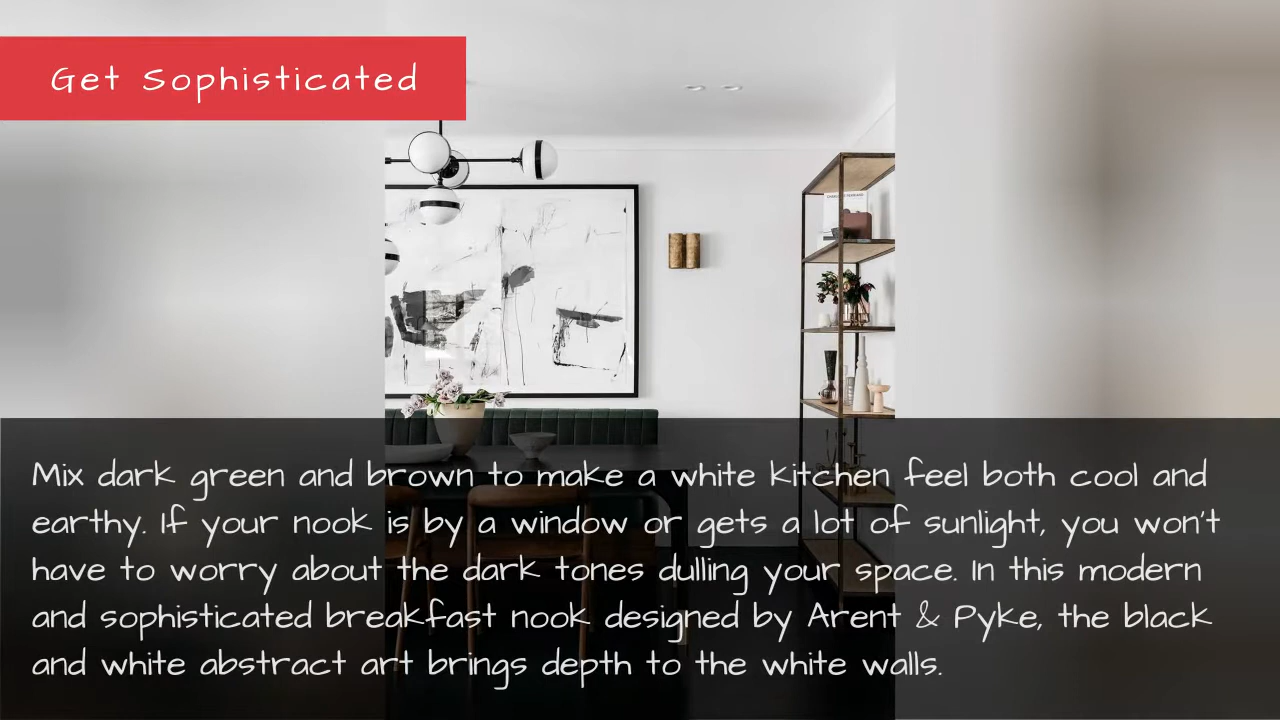 Get Sophisticated
Mix dark green and brown to make a white kitchen feel both cool and
earthy. If your nook is by a window or gets a lot of sunlight, you won't
have to worry about the dark tones dulling your space. In this modern
and sophisticated breakfast nook designed by Arent & Pyke, the black
and white abstract art brings depth to the white walls.